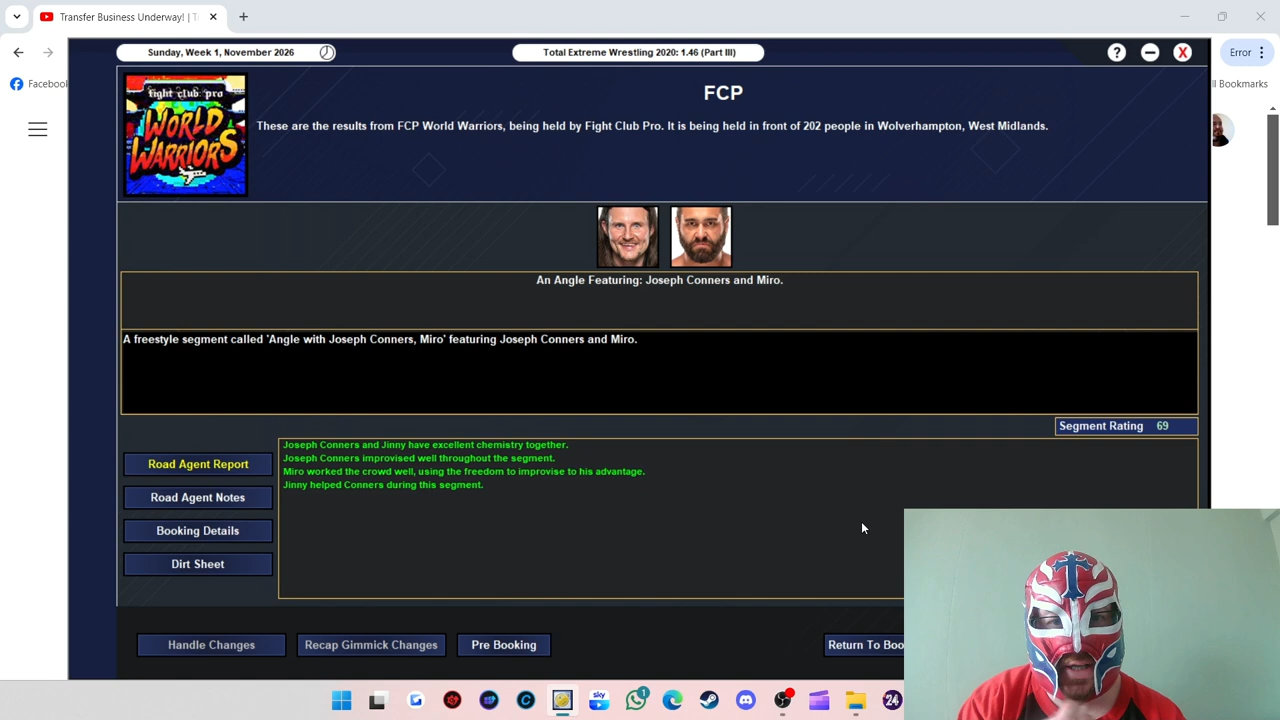 Transfer Business Underway! | T
Sunday, Week 1, November 2026
Total Extreme Wrestling 2020: 1.46 (Part III)
?
X
Error
Facebook
ll Bookmarks
fight club pro
WORLD
WARRIORS
FCP
These are the results from FCP World Warriors, being held by Fight Club Pro. It is being held in front of 202 people in Wolverhampton, West Midlands.
An Angle Featuring: Joseph Conners and Miro.
A freestyle segment called 'Angle with Joseph Conners, Miro' featuring Joseph Conners and Miro.
Segment Rating 69
Road Agent Report
Road Agent Notes
Booking Details
Dirt Sheet
Joseph Conners and Jinny have excellent chemistry together.
Joseph Conners improvised well throughout the segment.
Miro worked the crowd well, using the freedom to improvise to his advantage.
Jinny helped Conners during this segment.
Handle Changes
Recap Gimmick Changes
Pre Booking
Return To Boo
sky
1
24